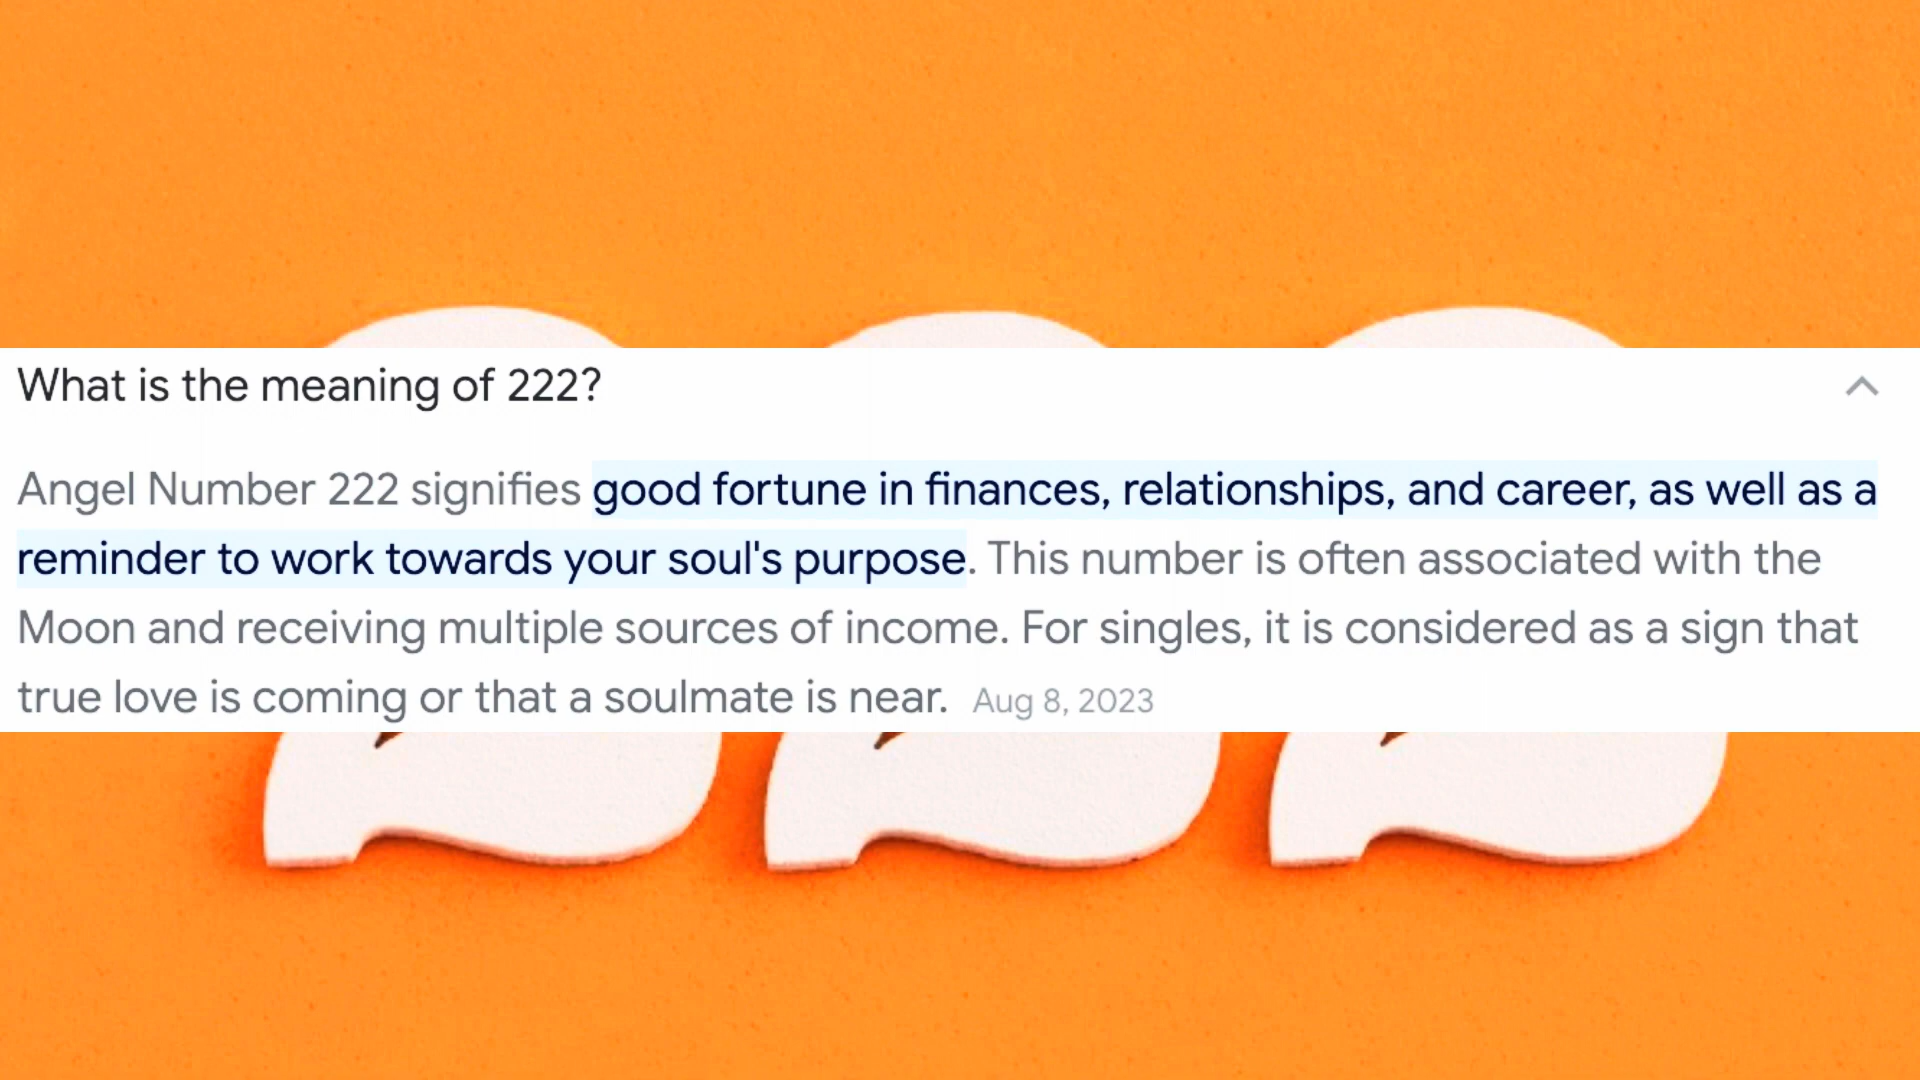 What is the meaning of 222?
Angel Number 222 signifies good fortune in finances, relationships, and career, as well as a
reminder to work towards your soul's purpose. This number is often associated with the
Moon and receiving multiple sources of income. For singles, it is considered as a sign that
true love is coming or that a soulmate is near. Aug 8, 2023
222